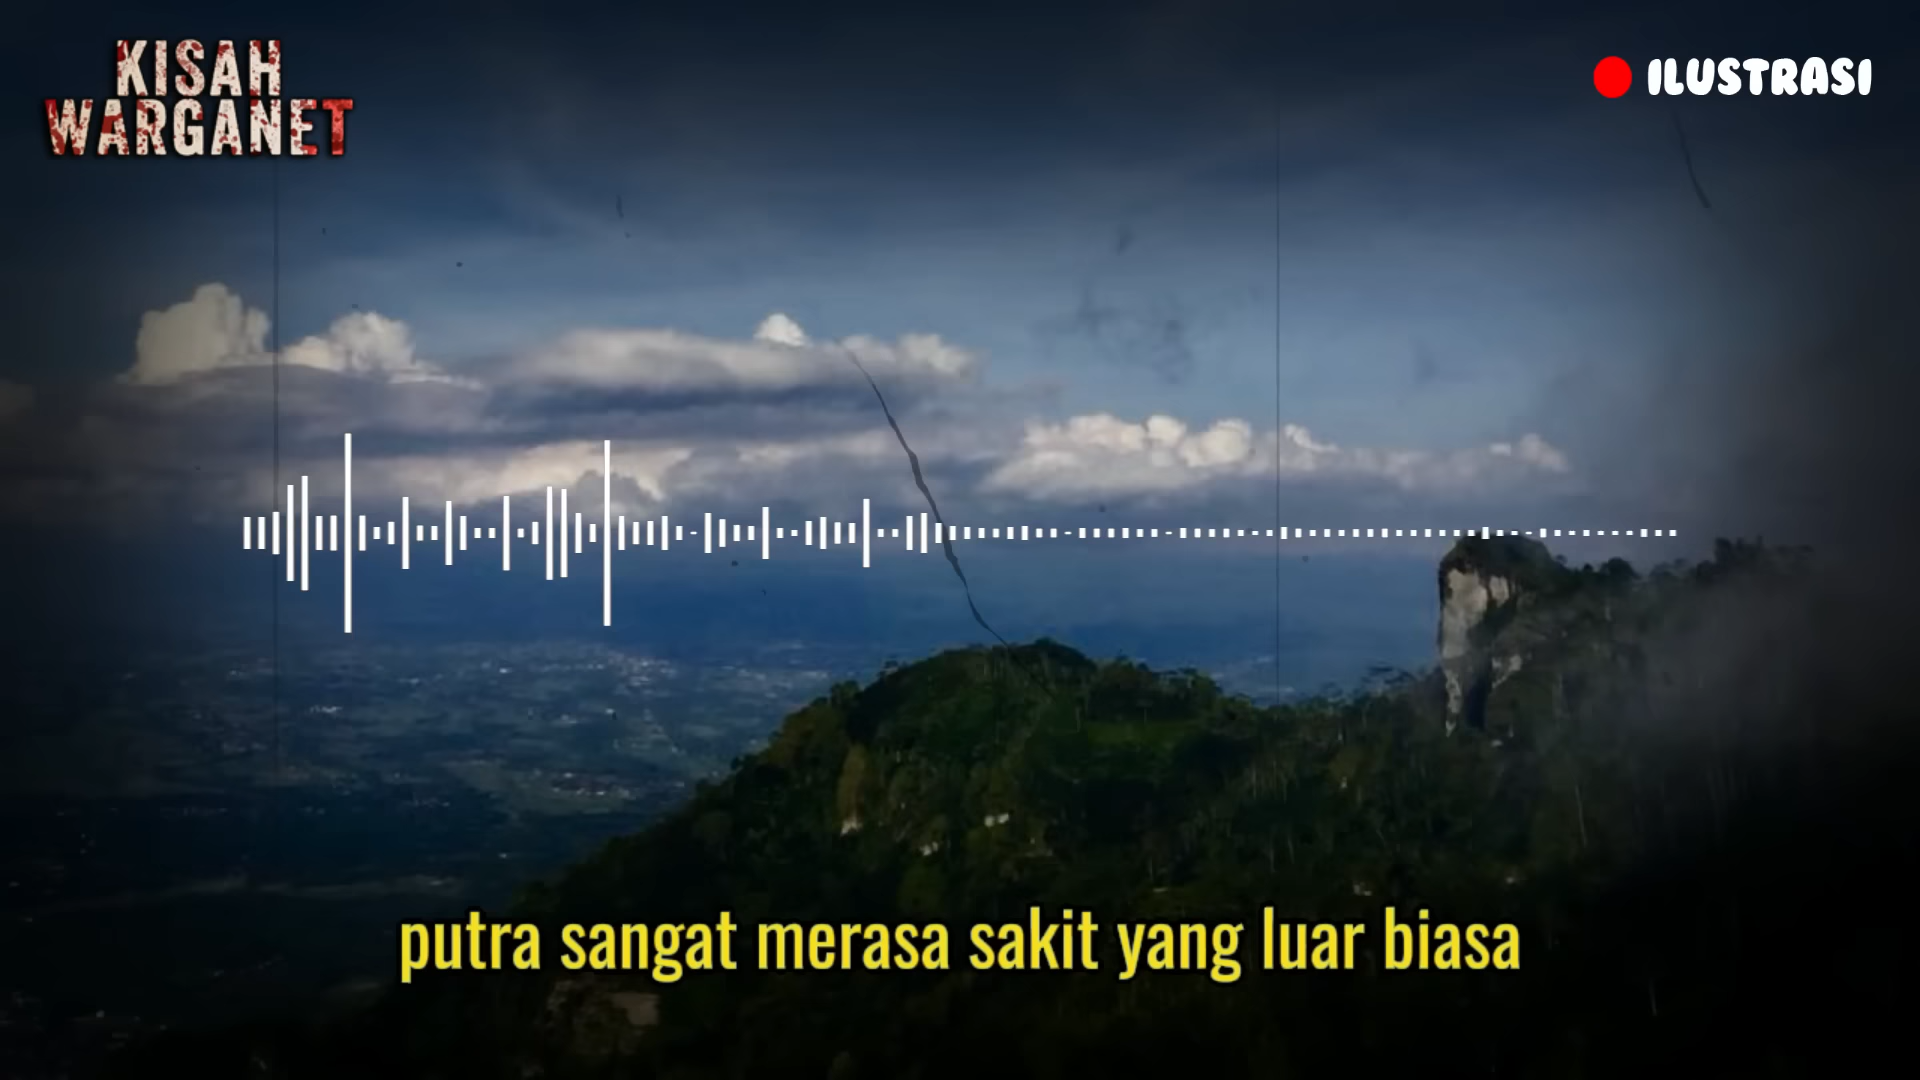 KISAH
WARGANET
ILUSTRASI
putra sangat merasa sakit yang luar biasa